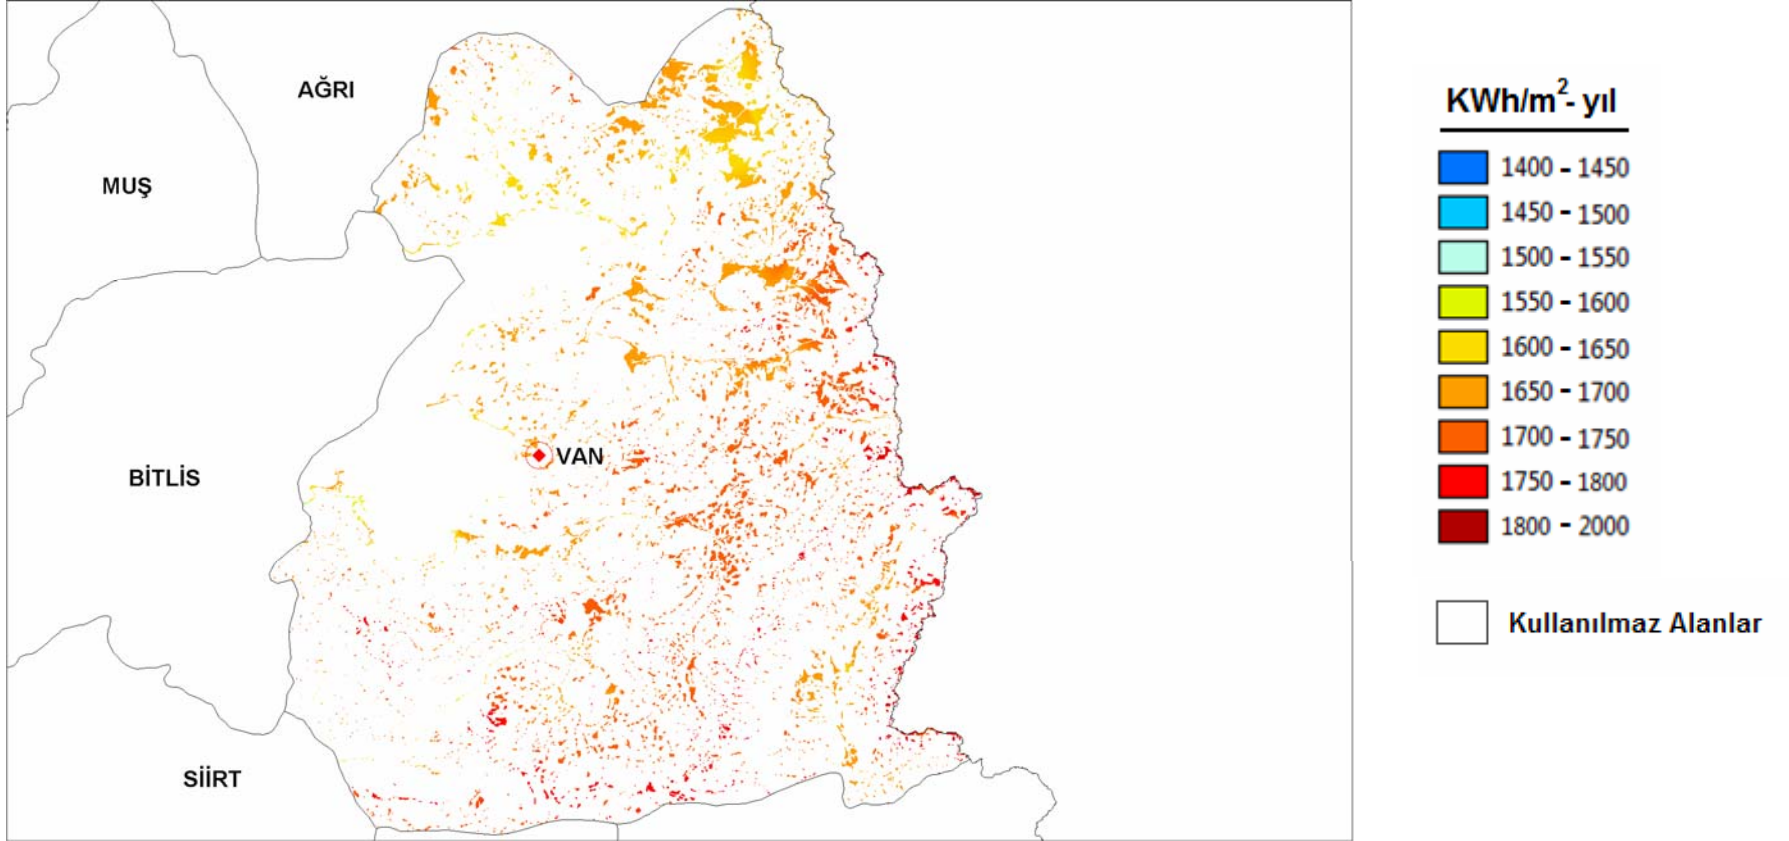 AĞRI
MUŞ
BİTLİS
VAN
SİİRT
KWh/m²- yıl
1400 - 1450
1450 - 1500
1500 - 1550
1550 - 1600
1600 - 1650
1650 - 1700
1700 - 1750
1750 - 1800
1800 - 2000
Kullanılmaz Alanlar